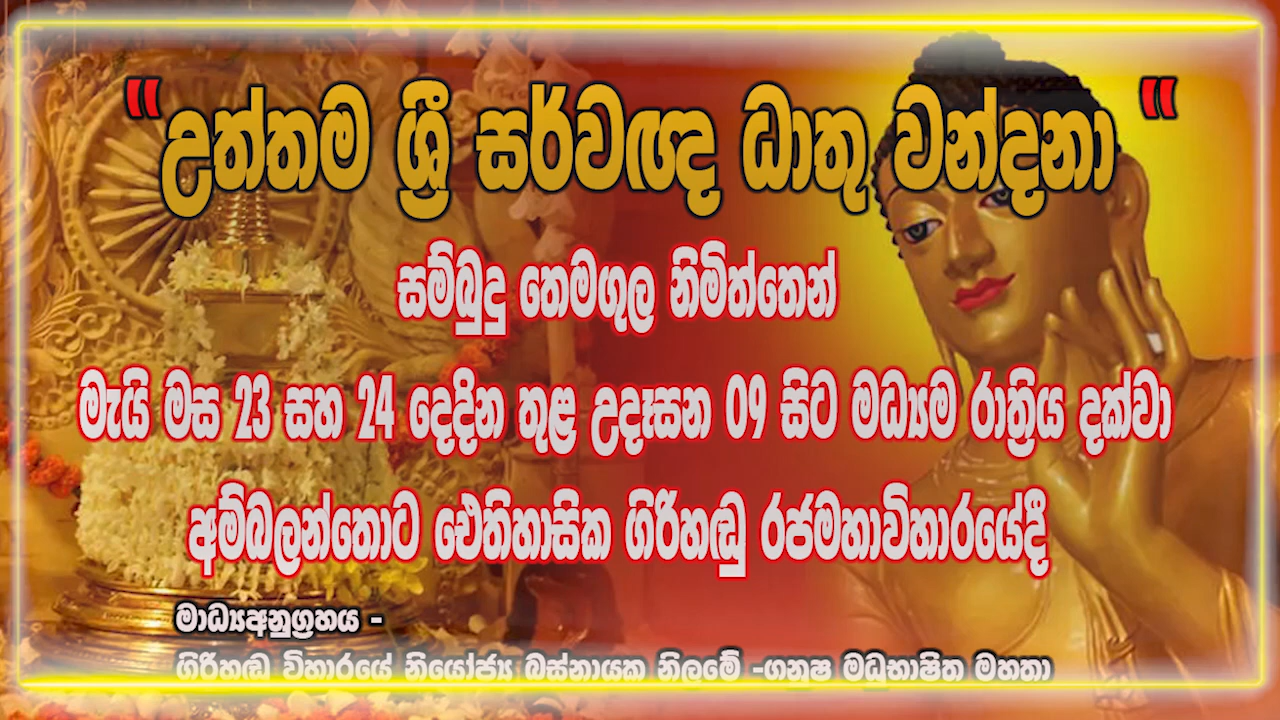 "උත්තම ශ්‍රී සර්වඥ ධාතු වන්දනා "
සම්බුදු තෙමගුල නිමිත්තෙන්
මැයි මස 23 සහ 24 දෙදින තුළ උදෑසන 09 සිට මධ්‍යම රාත්‍රිය දක්වා
අම්බලන්තොට ඓතිහාසික ගිරිහඬු රජමහාවිහාරයේදී
මාධ්‍යඅනුග්‍රහය -
ගිරිහඬු විහාරයේ නියෝජ්‍ය බස්නායක නිලමේ -ගනුෂ මධුභාෂිත මහතා